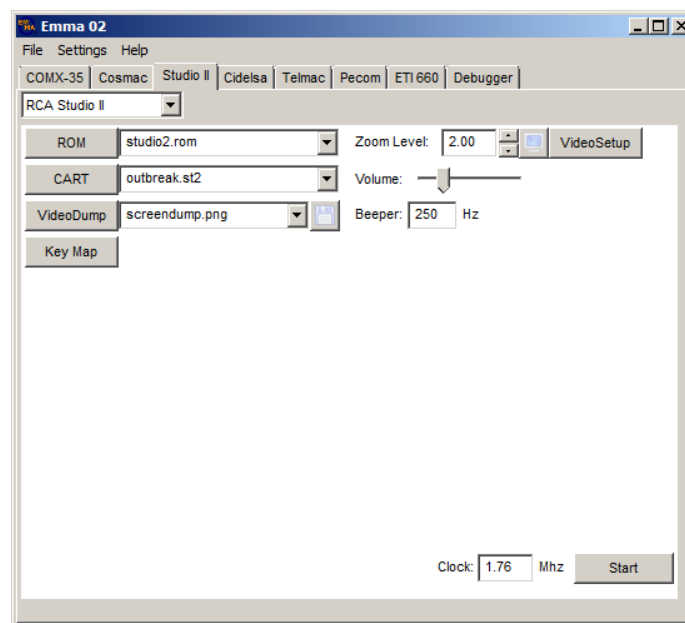 Emma 02
File Settings Help
COMX-35 Cosmac Studio II Cidelsa Telmac Pecom ETI 660 Debugger
RCA Studio II
ROM studio2.rom Zoom Level: 2.00 VideoSetup
CART outbreak.st2 Volume:
VideoDump screendump.png Beeper: 250 Hz
Key Map
Clock: 1.76 Mhz Start